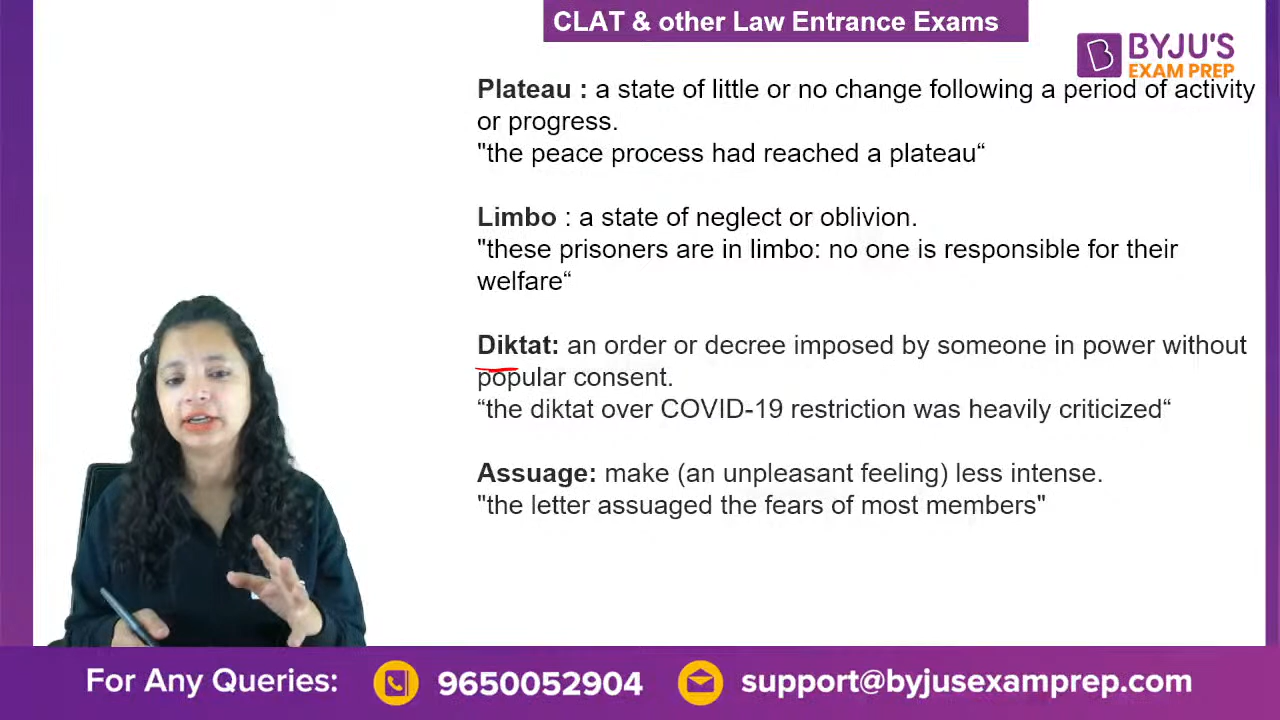 CLAT & other Law Entrance Exams
BYJU'S
EXAM PREP
Plateau : a state of little or no change following a period of activity
or progress.
"the peace process had reached a plateau“
Limbo : a state of neglect or oblivion.
"these prisoners are in limbo: no one is responsible for their
welfare“
Diktat: an order or decree imposed by someone in power without
popular consent.
“the diktat over COVID-19 restriction was heavily criticized“
Assuage: make (an unpleasant feeling) less intense.
"the letter assuaged the fears of most members"
For Any Queries: 9650052904 support@byjusexamprep.com